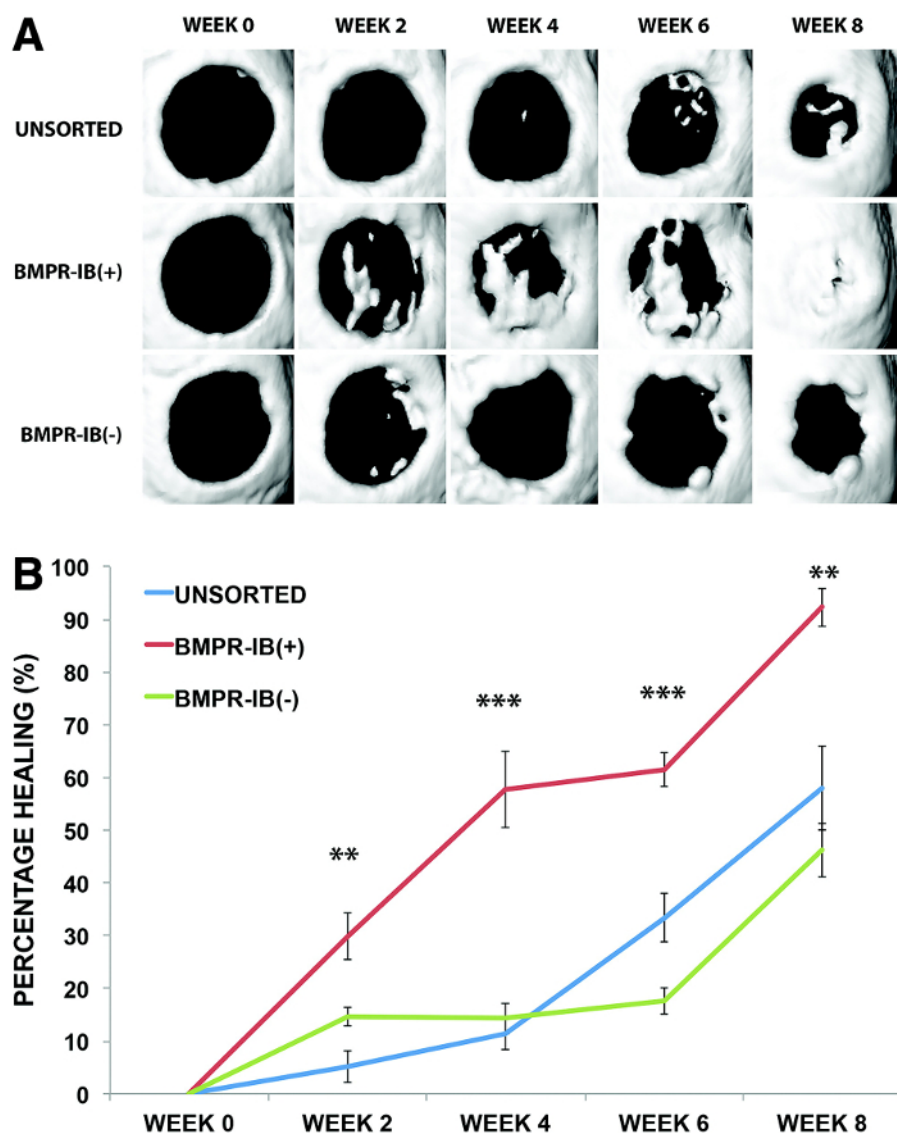 A
WEEK 0 WEEK 2 WEEK 4 WEEK 6 WEEK 8
UNSORTED
BMPR-IB(+)
BMPR-IB(-)
B
PERCENTAGE HEALING (%)
100
90
80
70
60
50
40
30
20
10
0
UNSORTED
BMPR-IB(+)
BMPR-IB(-)
**
***
***
**
WEEK 0 WEEK 2 WEEK 4 WEEK 6 WEEK 8